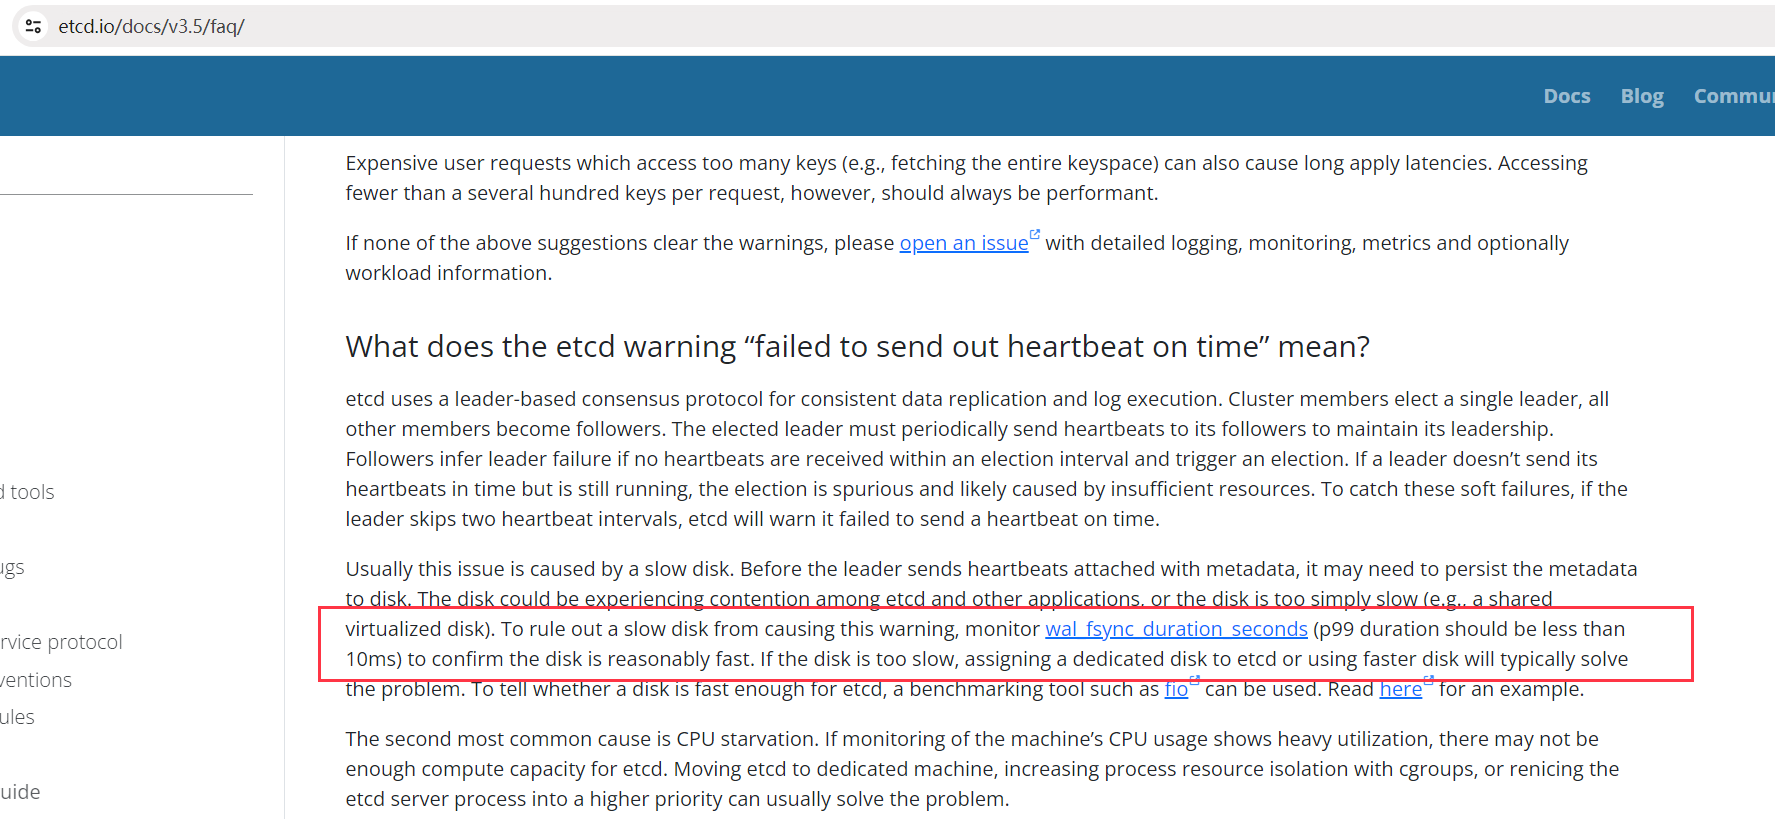 etcd.io/docs/v3.5/faq/
Docs Blog Commu
Expensive user requests which access too many keys (e.g., fetching the entire keyspace) can also cause long apply latencies. Accessing
fewer than a several hundred keys per request, however, should always be performant.
If none of the above suggestions clear the warnings, please open an issue with detailed logging, monitoring, metrics and optionally
workload information.
What does the etcd warning “failed to send out heartbeat on time” mean?
etcd uses a leader-based consensus protocol for consistent data replication and log execution. Cluster members elect a single leader, all
other members become followers. The elected leader must periodically send heartbeats to its followers to maintain its leadership.
Followers infer leader failure if no heartbeats are received within an election interval and trigger an election. If a leader doesn’t send its
heartbeats in time but is still running, the election is spurious and likely caused by insufficient resources. To catch these soft failures, if the
leader skips two heartbeat intervals, etcd will warn it failed to send a heartbeat on time.
Usually this issue is caused by a slow disk. Before the leader sends heartbeats attached with metadata, it may need to persist the metadata
to disk. The disk could be experiencing contention among etcd and other applications, or the disk is too simply slow (e.g., a shared
virtualized disk). To rule out a slow disk from causing this warning, monitor wal_fsync_duration_seconds (p99 duration should be less than
10ms) to confirm the disk is reasonably fast. If the disk is too slow, assigning a dedicated disk to etcd or using faster disk will typically solve
the problem. To tell whether a disk is fast enough for etcd, a benchmarking tool such as fio can be used. Read here for an example.
The second most common cause is CPU starvation. If monitoring of the machine’s CPU usage shows heavy utilization, there may not be
enough compute capacity for etcd. Moving etcd to dedicated machine, increasing process resource isolation with cgroups, or renicing the
etcd server process into a higher priority can usually solve the problem.
d tools
ugs
rvice protocol
ventions
ules
uide